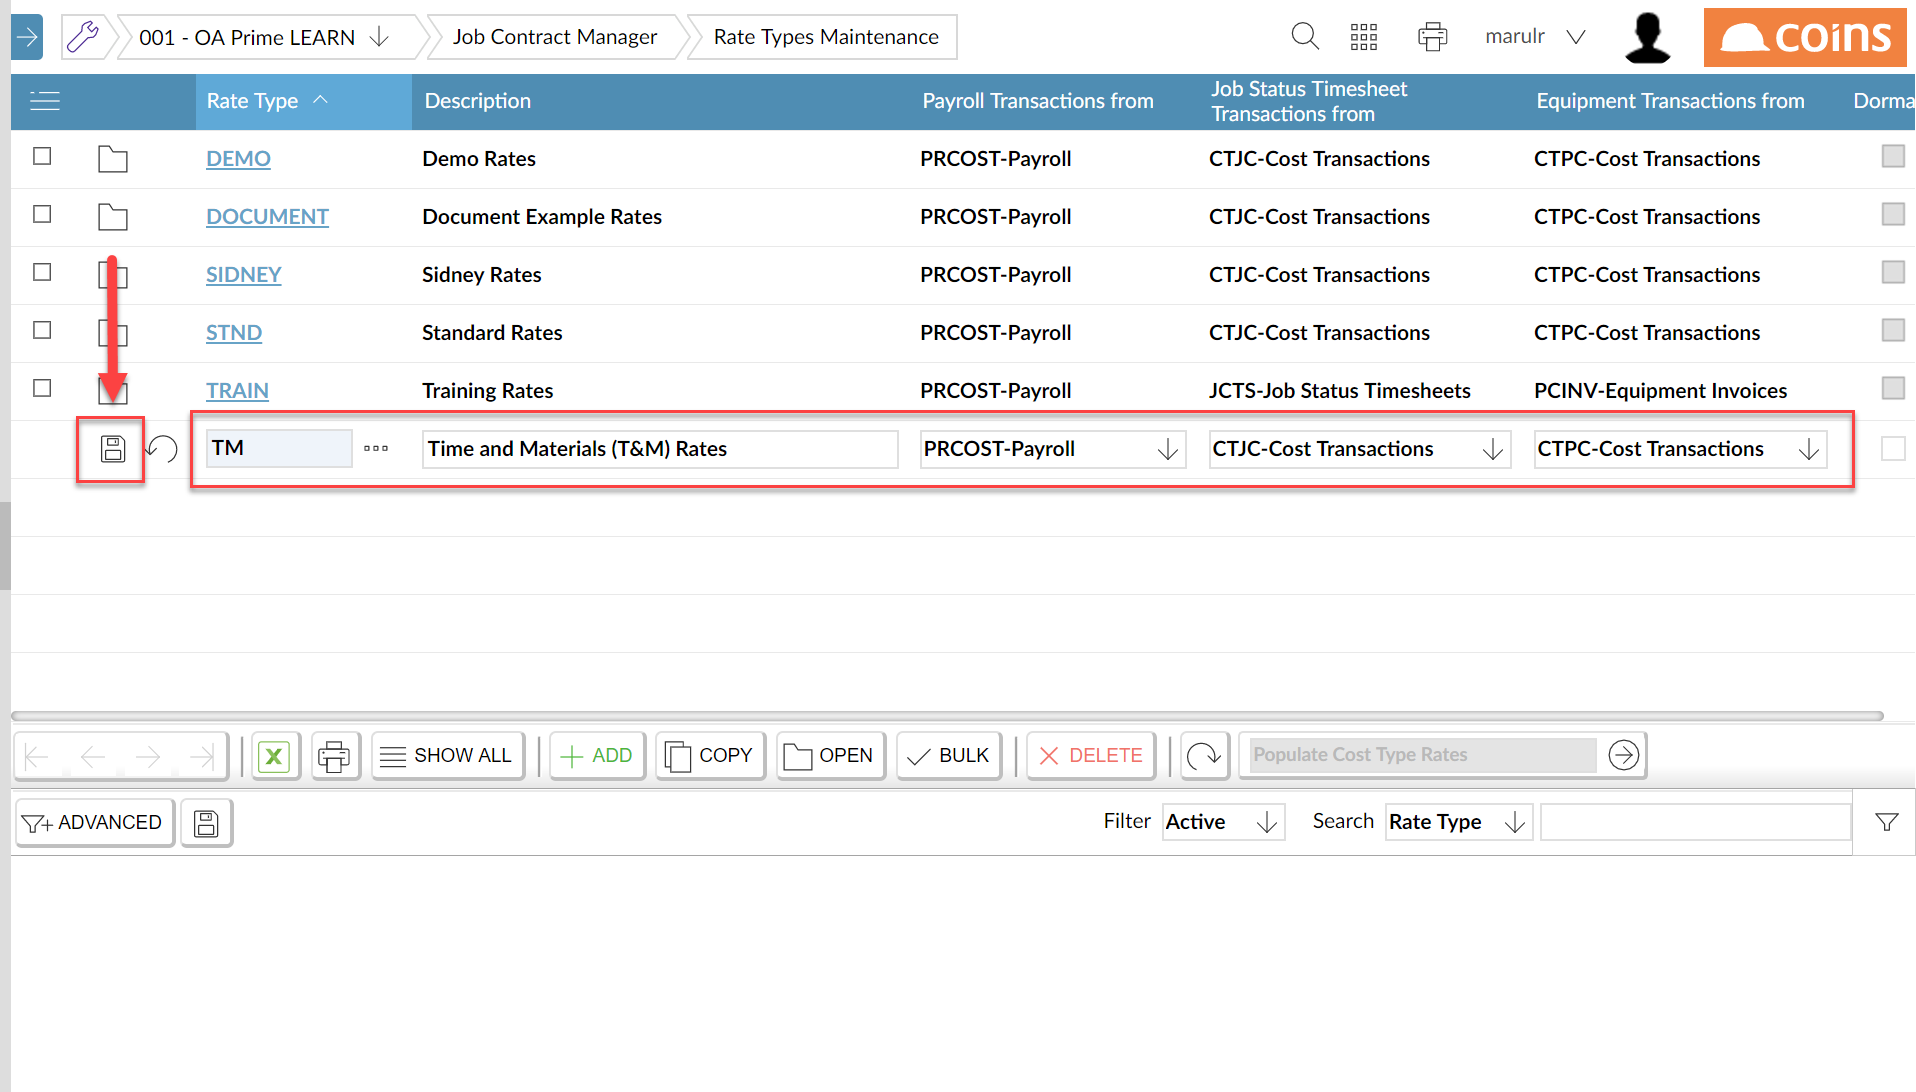 001 - OA Prime LEARN Job Contract Manager Rate Types Maintenance marulr coins
Rate Type Description Payroll Transactions from Job Status Timesheet Transactions from Equipment Transactions from Dorma
DEMO Demo Rates PRCOST-Payroll CTJC-Cost Transactions CTPC-Cost Transactions
DOCUMENT Document Example Rates PRCOST-Payroll CTJC-Cost Transactions CTPC-Cost Transactions
SIDNEY Sidney Rates PRCOST-Payroll CTJC-Cost Transactions CTPC-Cost Transactions
STND Standard Rates PRCOST-Payroll CTJC-Cost Transactions CTPC-Cost Transactions
TRAIN Training Rates PRCOST-Payroll JCTS-Job Status Timesheets PCINV-Equipment Invoices
TM Time and Materials (T&M) Rates PRCOST-Payroll CTJC-Cost Transactions CTPC-Cost Transactions
SHOW ALL ADD COPY OPEN BULK DELETE Populate Cost Type Rates
ADVANCED Filter Active Search Rate Type